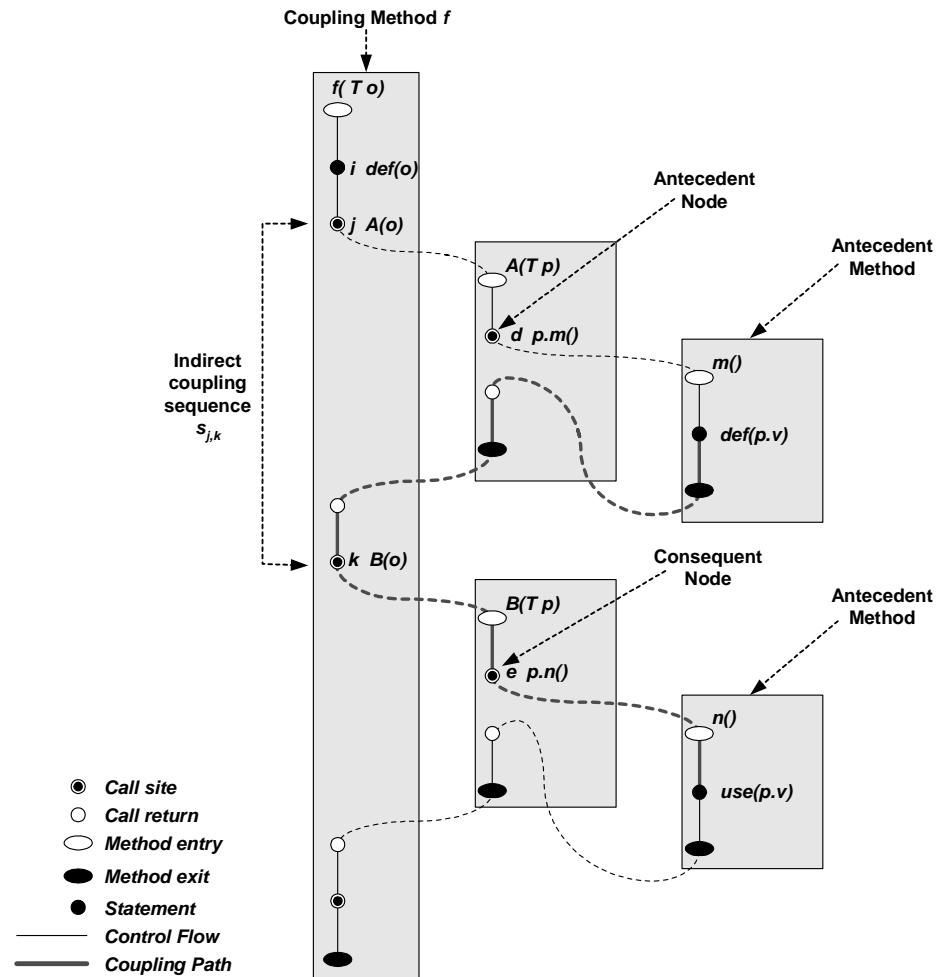 Coupling Method f
f( T o)
i def(o)
j A(o)
Antecedent
Node
Antecedent
Method
A(T p)
d p.m()
m()
def(p.v)
Indirect
coupling
sequence
s_{j,k}
k B(o)
Consequent
Node
Antecedent
Method
B(T p)
e p.n()
n()
use(p.v)
Call site
Call return
Method entry
Method exit
Statement
Control Flow
Coupling Path